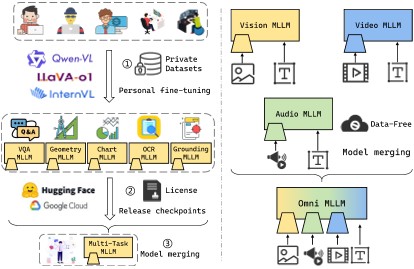 Qwen-VL
LLaVA-o1
InternVL
①
Private
Datasets
Personal fine-tuning
Q&A
VQA
MLLM
Geometry
MLLM
Chart
MLLM
OCR
MLLM
Grounding
MLLM
Hugging Face
Google Cloud
②
License
Release checkpoints
Multi-Task
MLLM
③
Model merging
Vision MLLM
T
Video MLLM
T
Audio MLLM
T
Data-Free
Model merging
Omni MLLM
T